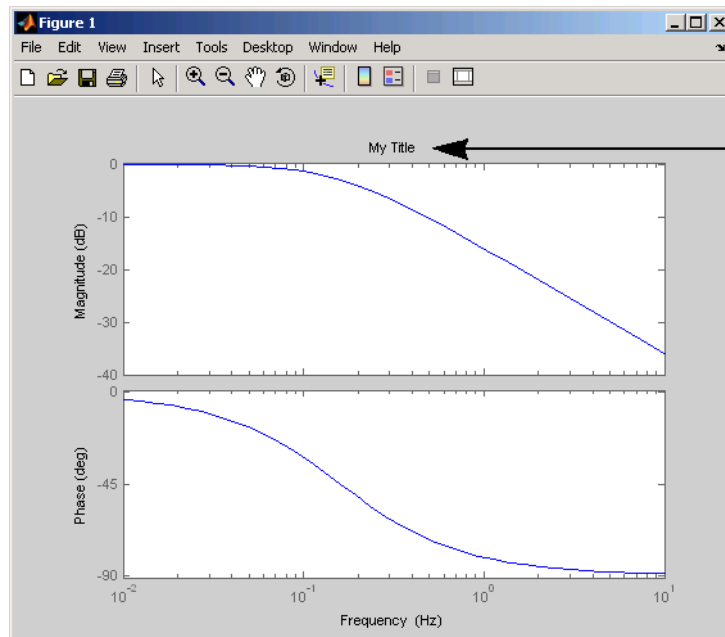 Figure 1
File Edit View Insert Tools Desktop Window Help
My Title
Magnitude (dB)
0
-10
-20
-30
-40
Phase (deg)
0
-45
-90
10^-2 10^-1 10^0 10^1
Frequency (Hz)